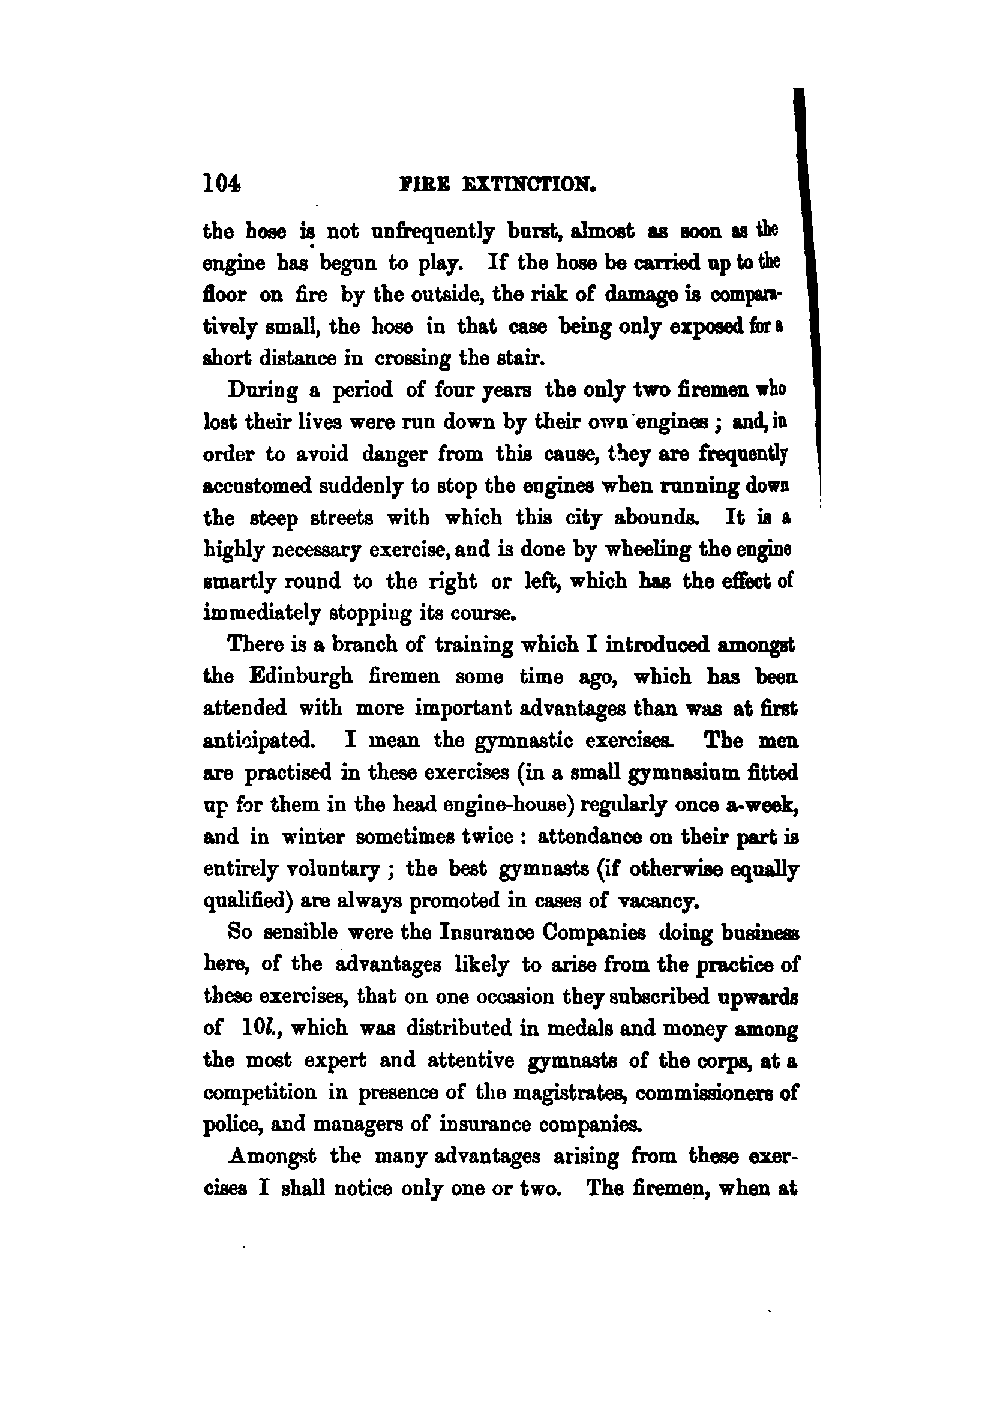 104 FIRE EXTINCTION.
the hose is not unfrequently burst, almost as soon as the
engine has begun to play. If the hose be carried up to the
floor on fire by the outside, the risk of damage is compara-
tively small, the hose in that case being only exposed for a
short distance in crossing the stair.
During a period of four years the only two firemen who
lost their lives were run down by their own engines ; and, in
order to avoid danger from this cause, they are frequently
accustomed suddenly to stop the engines when running down
the steep streets with which this city abounds. It is a
highly necessary exercise, and is done by wheeling the engine
smartly round to the right or left, which has the effect of
immediately stopping its course.
There is a branch of training which I introduced amongst
the Edinburgh firemen some time ago, which has been
attended with more important advantages than was at first
anticipated. I mean the gymnastic exercises. The men
are practised in these exercises (in a small gymnasium fitted
up for them in the head engine-house) regularly once a-week,
and in winter sometimes twice : attendance on their part is
entirely voluntary ; the best gymnasts (if otherwise equally
qualified) are always promoted in cases of vacancy.
So sensible were the Insurance Companies doing business
here, of the advantages likely to arise from the practice of
these exercises, that on one occasion they subscribed upwards
of 10l., which was distributed in medals and money among
the most expert and attentive gymnasts of the corps, at a
competition in presence of the magistrates, commissioners of
police, and managers of insurance companies.
Amongst the many advantages arising from these exer-
cises I shall notice only one or two. The firemen, when at